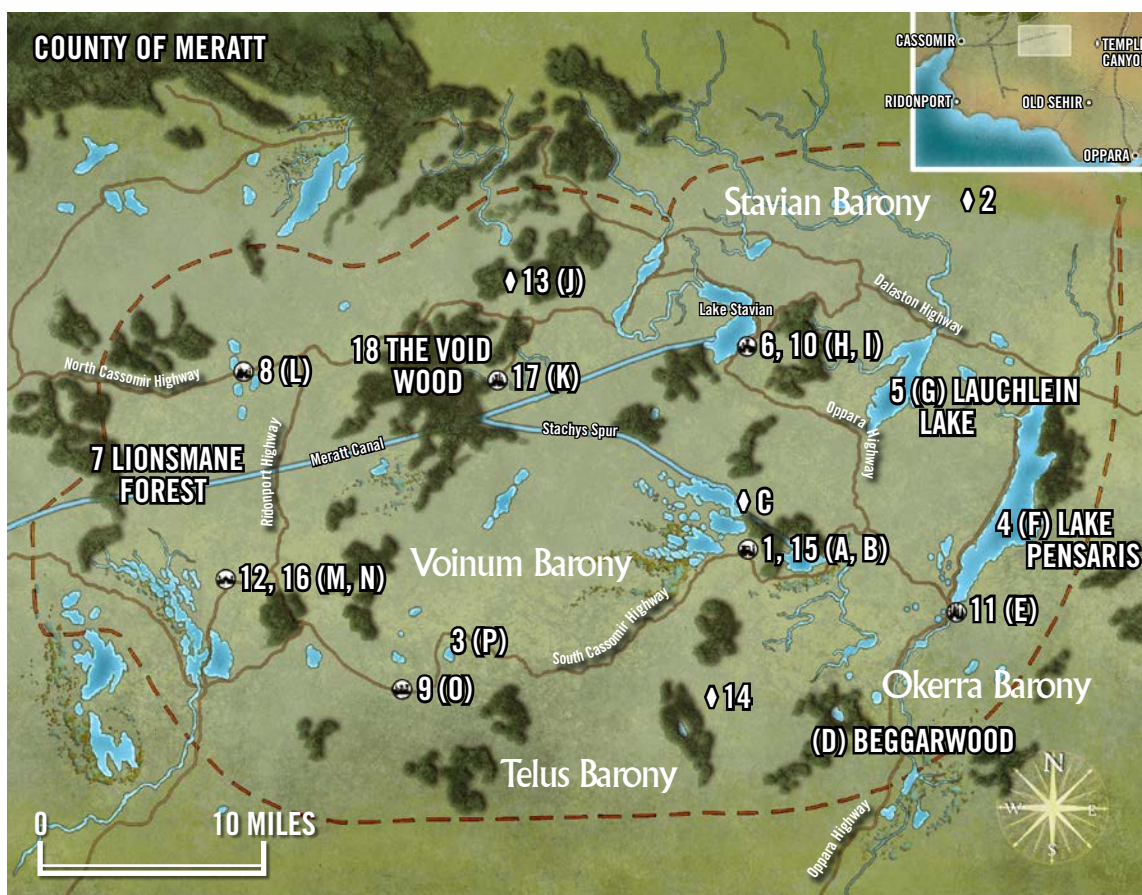 COUNTY OF MERATT
CASSOMIR
TEMPLE
CANYON
RIDONPORT
OLD SEHIR
OPPARA
Stavian Barony
2
13 (J)
Dalaston Highway
Lake Stavian
6, 10 (H, I)
18 THE VOID
WOOD
North Cassomir Highway
8 (L)
17 (K)
5 (G) LAUCHLEIN
LAKE
Oppara Highway
Ridonport Highway
Meratt Canal
Stachys Spur
7 LIONSMANE
FOREST
C
4 (F) LAKE
PENSARIS
1, 15 (A, B)
Voinum Barony
12, 16 (M, N)
11 (E)
South Cassomir Highway
3 (P)
9 (O)
14
Okerra Barony
(D) BEGGARWOOD
Telus Barony
Oppara Highway
N
W
E
S
0
10 MILES